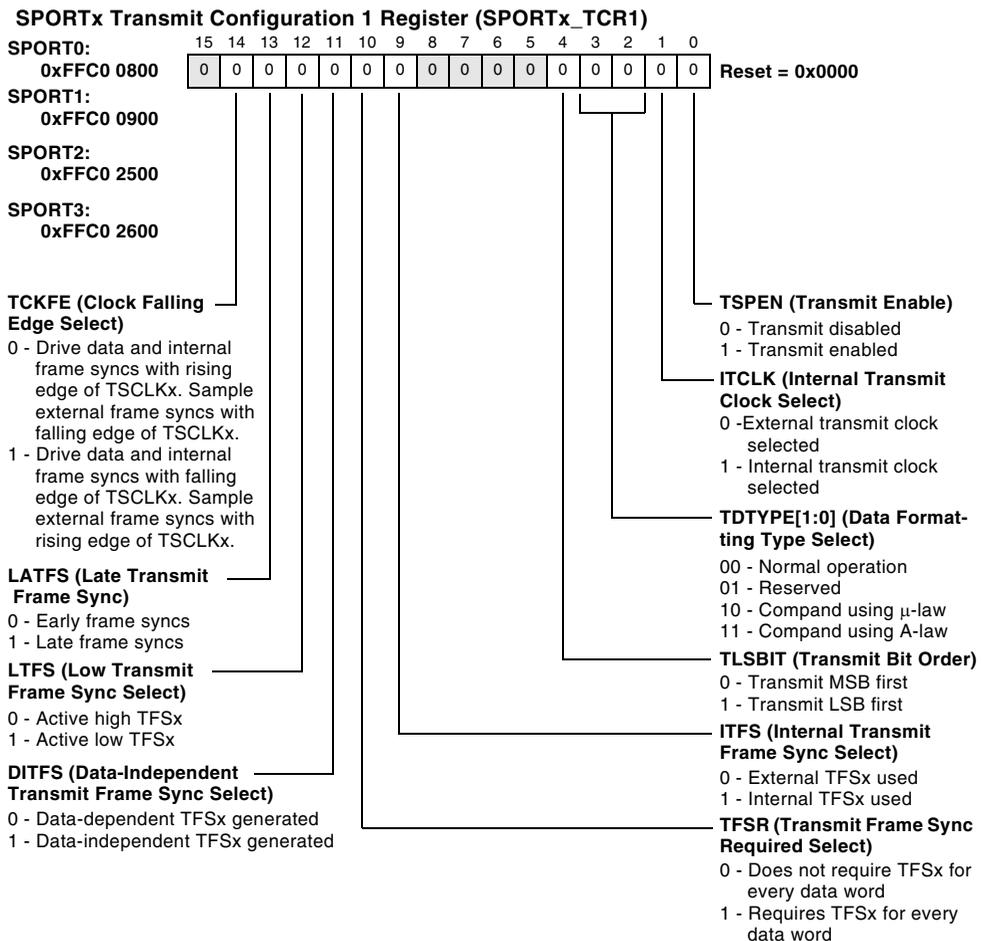 SPORTx Transmit Configuration 1 Register (SPORTx_TCR1)
15 14 13 12 11 10 9 8 7 6 5 4 3 2 1 0
SPORT0:
0xFFC0 0800
0 0 0 0 0 0 0 0 0 0 0 0 0 0 0 0
Reset = 0x0000
SPORT1:
0xFFC0 0900
SPORT2:
0xFFC0 2500
SPORT3:
0xFFC0 2600
TCKFE (Clock Falling
Edge Select)
0 - Drive data and internal
frame syncs with rising
edge of TSCLKx. Sample
external frame syncs with
falling edge of TSCLKx.
1 - Drive data and internal
frame syncs with falling
edge of TSCLKx. Sample
external frame syncs with
rising edge of TSCLKx.
LATFS (Late Transmit
Frame Sync)
0 - Early frame syncs
1 - Late frame syncs
LTFS (Low Transmit
Frame Sync Select)
0 - Active high TFSx
1 - Active low TFSx
DITFS (Data-Independent
Transmit Frame Sync Select)
0 - Data-dependent TFSx generated
1 - Data-independent TFSx generated
TSPEN (Transmit Enable)
0 - Transmit disabled
1 - Transmit enabled
ITCLK (Internal Transmit
Clock Select)
0 -External transmit clock
selected
1 - Internal transmit clock
selected
TDTYPE[1:0] (Data Format-
ting Type Select)
00 - Normal operation
01 - Reserved
10 - Compand using μ-law
11 - Compand using A-law
TLSBIT (Transmit Bit Order)
0 - Transmit MSB first
1 - Transmit LSB first
ITFS (Internal Transmit
Frame Sync Select)
0 - External TFSx used
1 - Internal TFSx used
TFSR (Transmit Frame Sync
Required Select)
0 - Does not require TFSx for
every data word
1 - Requires TFSx for every
data word